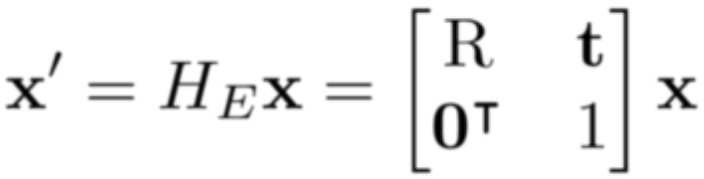 x′ = H_E x = [R t; 0ᵀ 1] x